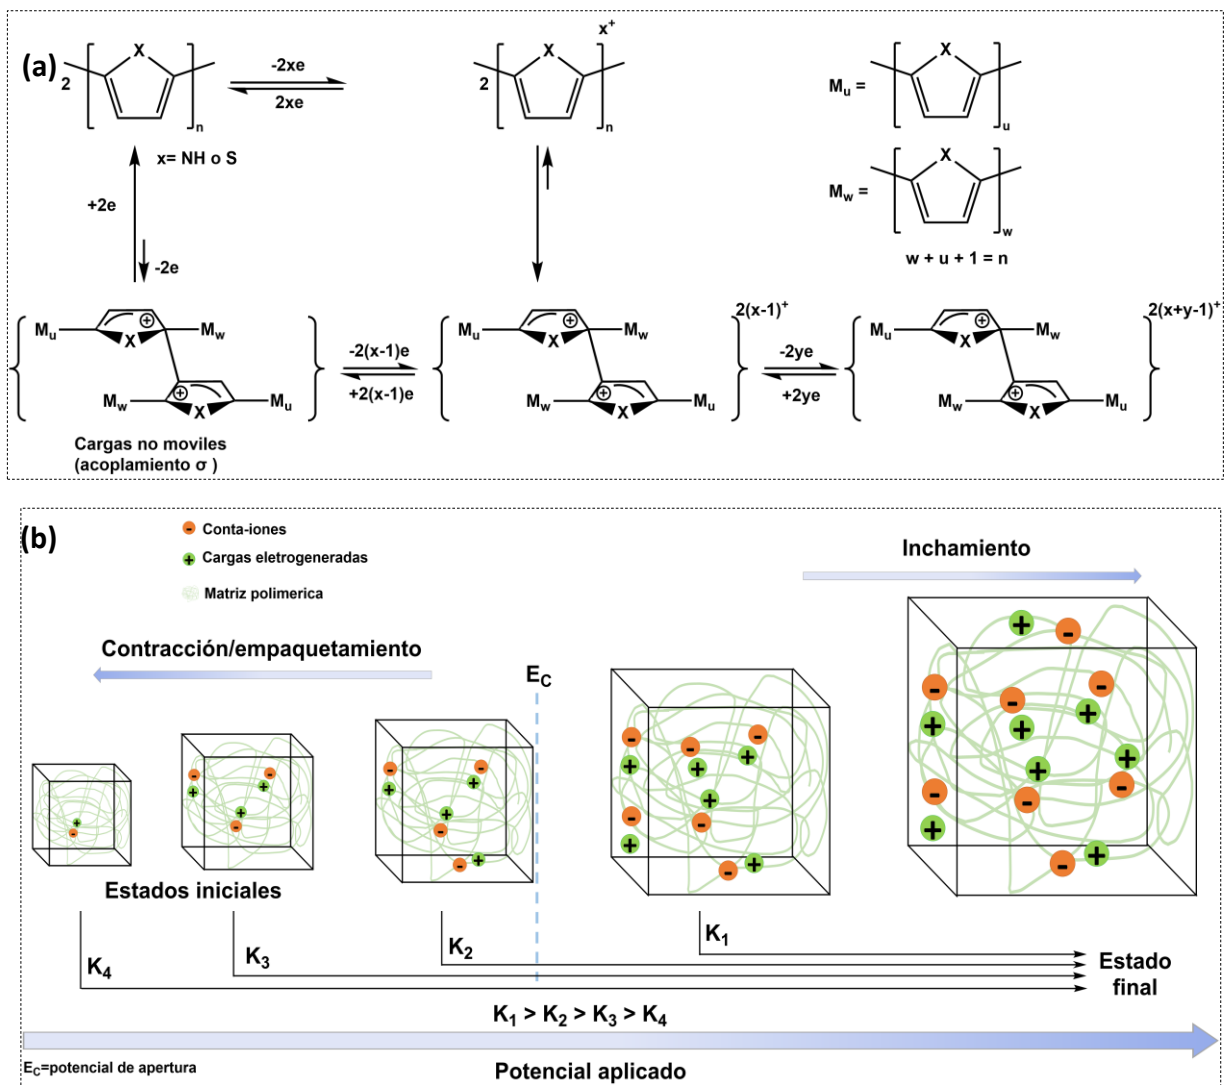 (a)
2
X
n
-2xe
2xe
x= NH o S
2
X
x+
n
Mu =
X
u
Mw =
X
w
w + u + 1 = n
+2e
-2e
Mu
+
X
Mw
Mw
+
X
Mu
-2(x-1)e
+2(x-1)e
Mu
+
X
Mw
Mw
+
X
Mu
2(x-1)+
-2ye
+2ye
Mu
+
X
Mw
Mw
+
X
Mu
2(x+y-1)+
Cargas no moviles
(acoplamiento σ )
(b)
- Conta-iones
+ Cargas eletrogeneradas
Matriz polimerica
Inchamiento
Contracción/empaquetamiento
EC
Estados iniciales
K4
K3
K2
K1
Estado
final
K1 > K2 > K3 > K4
EC=potencial de apertura
Potencial aplicado